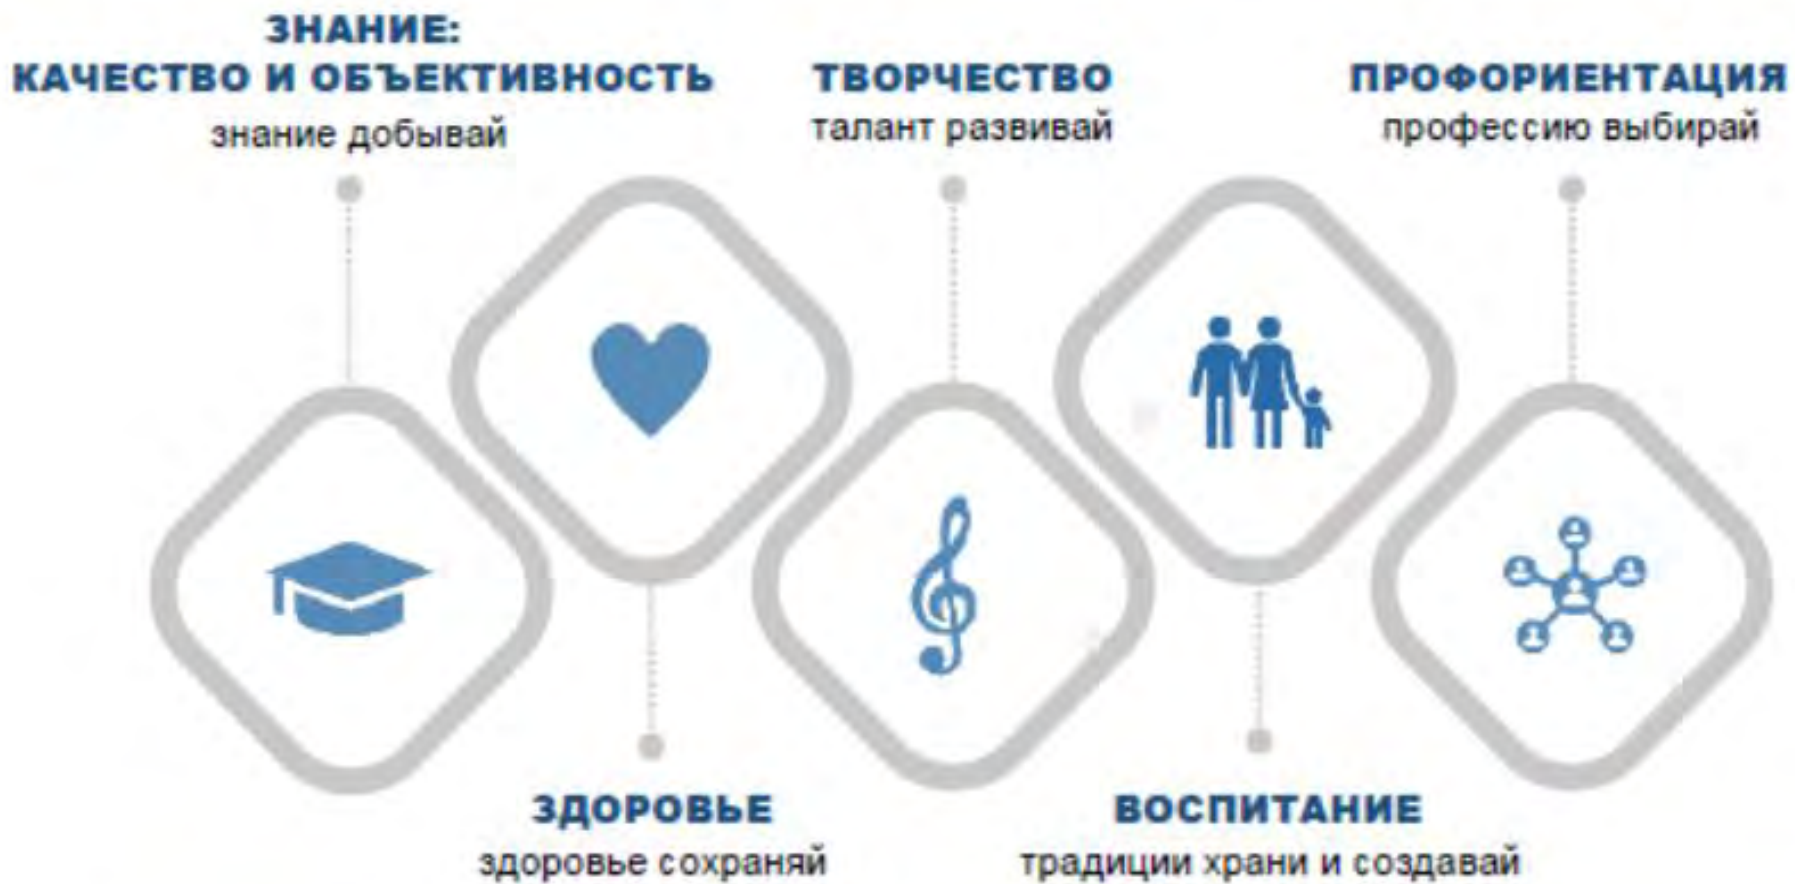 ЗНАНИЕ:
КАЧЕСТВО И ОБЪЕКТИВНОСТЬ
знание добывай
ТВОРЧЕСТВО
талант развивай
ПРОФОРИЕНТАЦИЯ
профессию выбирай
ЗДОРОВЬЕ
здоровье сохраняй
ВОСПИТАНИЕ
традиции храни и создавай